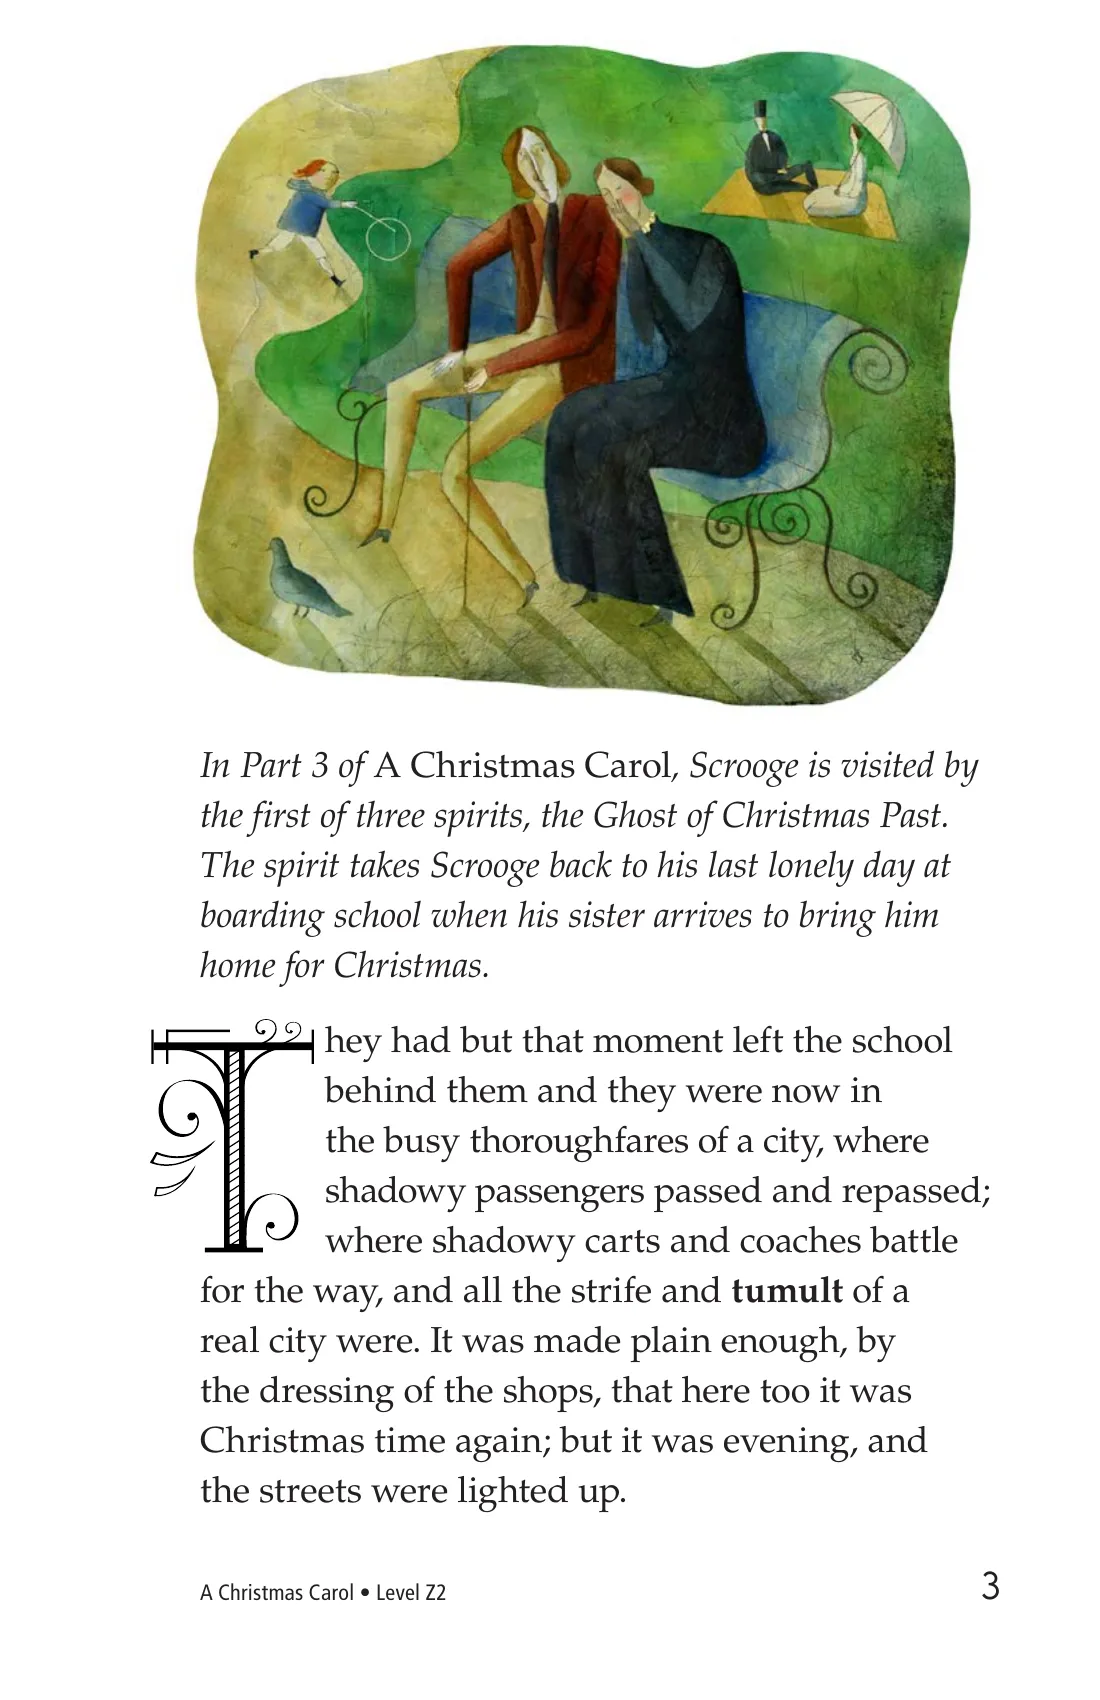 In Part 3 of A Christmas Carol, Scrooge is visited by
the first of three spirits, the Ghost of Christmas Past.
The spirit takes Scrooge back to his last lonely day at
boarding school when his sister arrives to bring him
home for Christmas.
They had but that moment left the school
behind them and they were now in
the busy thoroughfares of a city, where
shadowy passengers passed and repassed;
where shadowy carts and coaches battle
for the way, and all the strife and tumult of a
real city were. It was made plain enough, by
the dressing of the shops, that here too it was
Christmas time again; but it was evening, and
the streets were lighted up.
A Christmas Carol • Level Z2
3